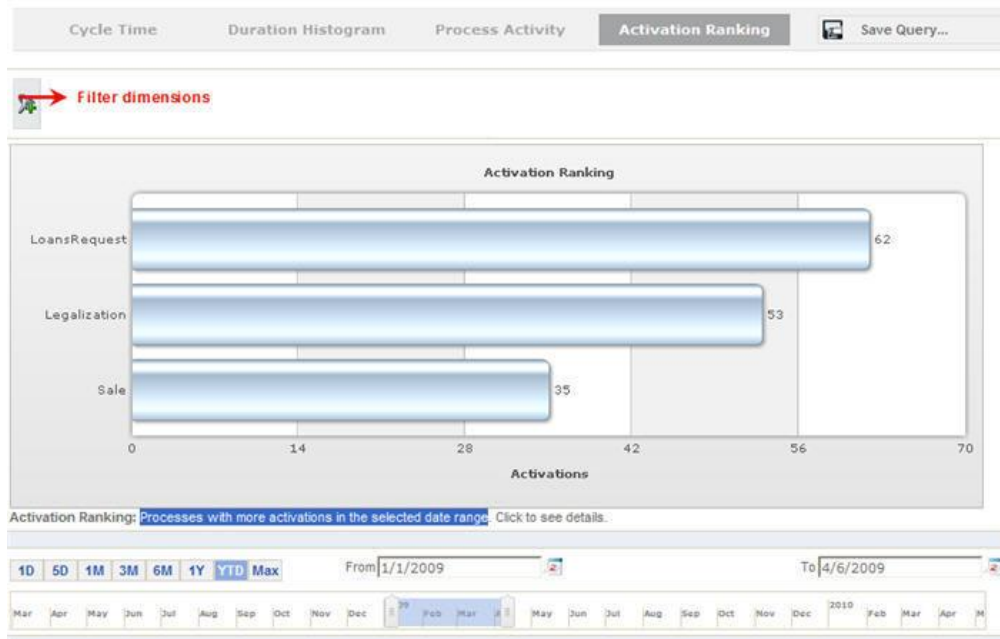 Cycle Time Duration Histogram Process Activity Activation Ranking Save Query...
Filter dimensions
Activation Ranking
LoansRequest 62
Legalization 53
Sale 35
0 14 28 42 56 70
Activations
Activation Ranking: Processes with more activations in the selected date range. Click to see details.
1D 5D 1M 3M 6M 1Y YTD Max From 1/1/2009 To 4/6/2009
Mar Apr May Jun Jul Aug Sep Oct Nov Dec Feb Mar May Jun Jul Aug Sep Oct Nov Dec 2010 Feb Mar Apr M